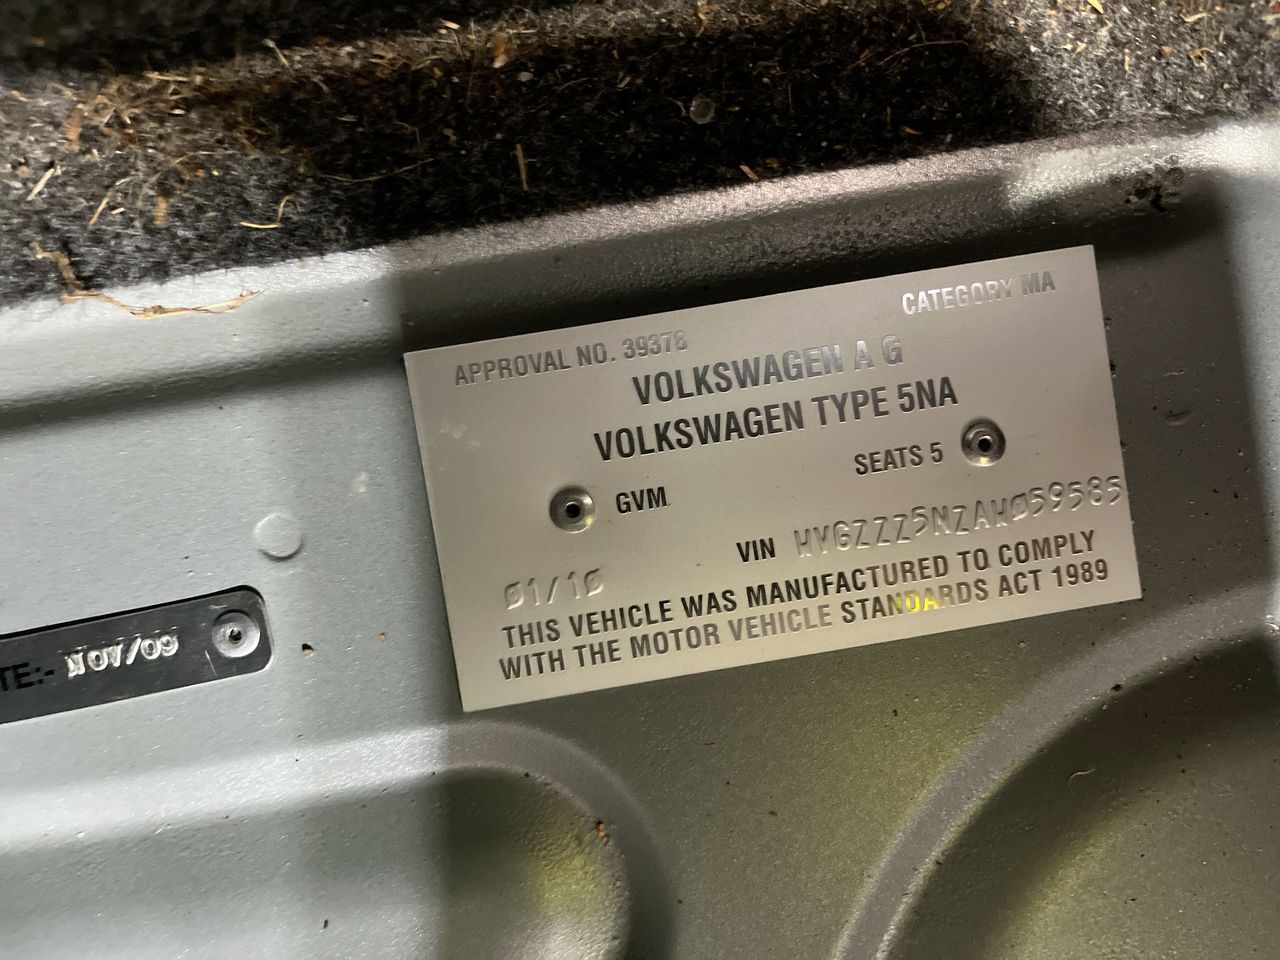 APPROVAL NO. 39378
CATEGORY MA
VOLKSWAGEN A G
VOLKSWAGEN TYPE 5NA
SEATS 5
GVM
VIN WVGZZZ5NZAW059585
01/10
THIS VEHICLE WAS MANUFACTURED TO COMPLY
WITH THE MOTOR VEHICLE STANDARDS ACT 1989
TE:- NOV/09